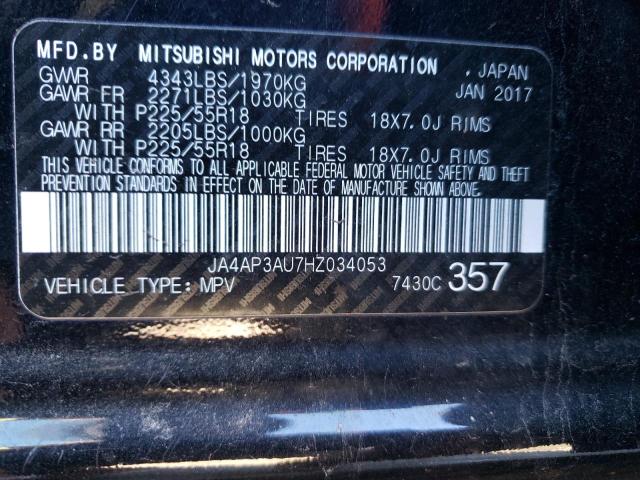 MFD.BY MITSUBISHI MOTORS CORPORATION , JAPAN
GVWR 4343LBS/1970KG JAN 2017
GAWR FR 2271LBS/1030KG
WITH P225/55R18 TIRES 18X7.0J RIMS
GAWR RR 2205LBS/1000KG
WITH P225/55R18 TIRES 18X7.0J RIMS
THIS VEHICLE CONFORMS TO ALL APPLICABLE FEDERAL MOTOR VEHICLE SAFETY AND THEFT
PREVENTION STANDARDS IN EFFECT ON THE DATE OF MANUFACTURE SHOWN ABOVE.
JA4AP3AU7HZ034053
VEHICLE TYPE: MPV 7430C 357